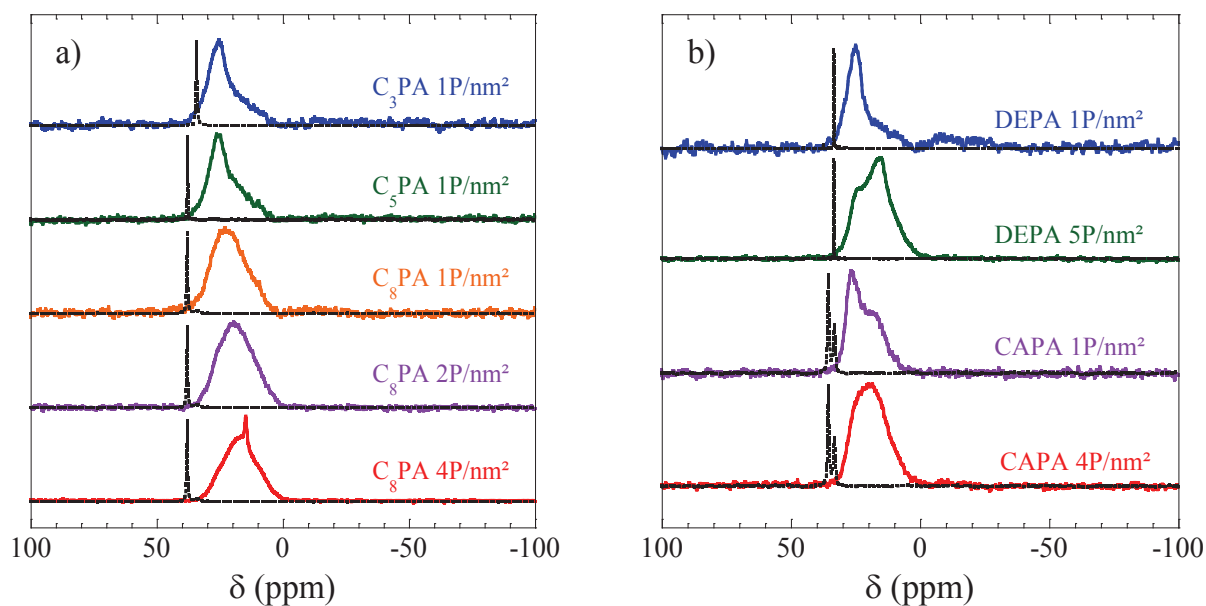 a)
C₃PA 1P/nm²
C₅PA 1P/nm²
C₈PA 1P/nm²
C₈PA 2P/nm²
C₈PA 4P/nm²
100 50 0 -50 -100
δ (ppm)
b)
DEPA 1P/nm²
DEPA 5P/nm²
CAPA 1P/nm²
CAPA 4P/nm²
100 50 0 -50 -100
δ (ppm)